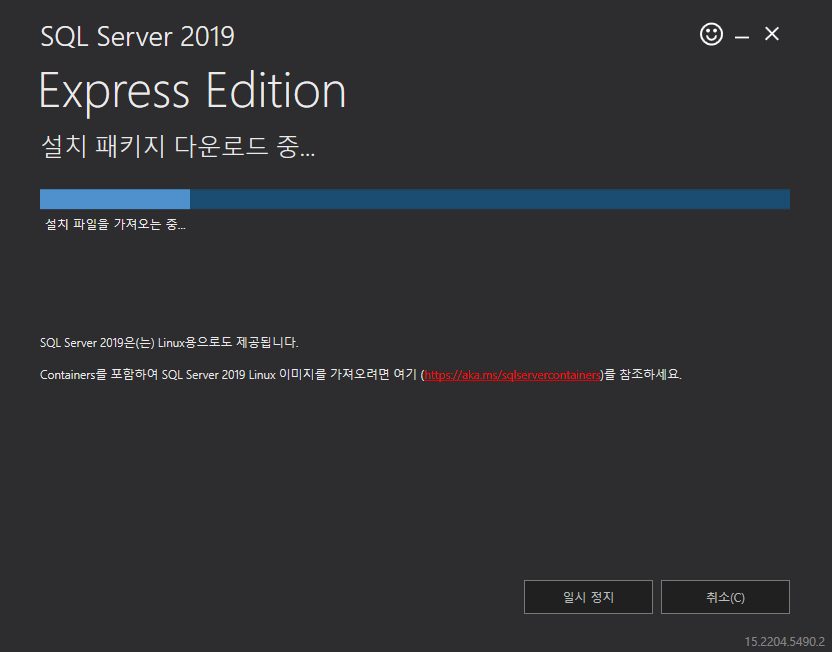 SQL Server 2019
Express Edition
설치 패키지 다운로드 중...
설치 파일을 가져오는 중...
SQL Server 2019은(는) Linux용으로도 제공됩니다.
Containers를 포함하여 SQL Server 2019 Linux 이미지를 가져오려면 여기 (https://aka.ms/sqlservercontainers)를 참조하세요.
일시 정지
취소(C)
15.2204.5490.2